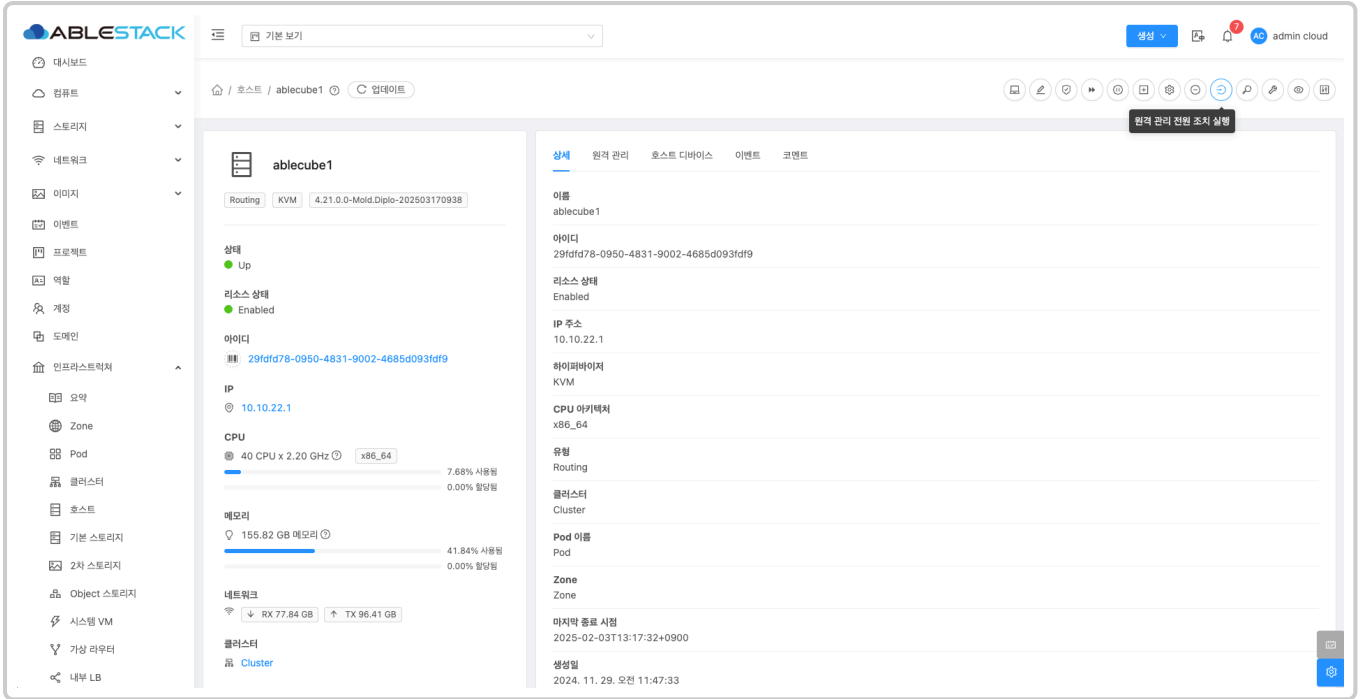 ABLESTACK
기본 보기
생성
7
AC
admin cloud
대시보드
컴퓨트
스토리지
네트워크
이미지
이벤트
프로젝트
역할
계정
도메인
인프라스트럭쳐
요약
Zone
Pod
클러스터
호스트
기본 스토리지
2차 스토리지
Object 스토리지
시스템 VM
가상 라우터
내부 LB
/ 호스트 / ablecube1
업데이트
원격 관리 전원 조치 실행
ablecube1
Routing
KVM
4.21.0.0-Mold.Diplo-202503170938
상태
Up
리소스 상태
Enabled
아이디
29fdfd78-0950-4831-9002-4685d093fdf9
IP
10.10.22.1
CPU
40 CPU x 2.20 GHz
x86_64
7.68% 사용됨
0.00% 할당됨
메모리
155.82 GB 메모리
41.84% 사용됨
0.00% 할당됨
네트워크
RX 77.84 GB
TX 96.41 GB
클러스터
Cluster
상세
원격 관리
호스트 디바이스
이벤트
코멘트
이름
ablecube1
아이디
29fdfd78-0950-4831-9002-4685d093fdf9
리소스 상태
Enabled
IP 주소
10.10.22.1
하이퍼바이저
KVM
CPU 아키텍처
x86_64
유형
Routing
클러스터
Cluster
Pod 이름
Pod
Zone
Zone
마지막 종료 시점
2025-02-03T13:17:32+0900
생성일
2024. 11. 29. 오전 11:47:33